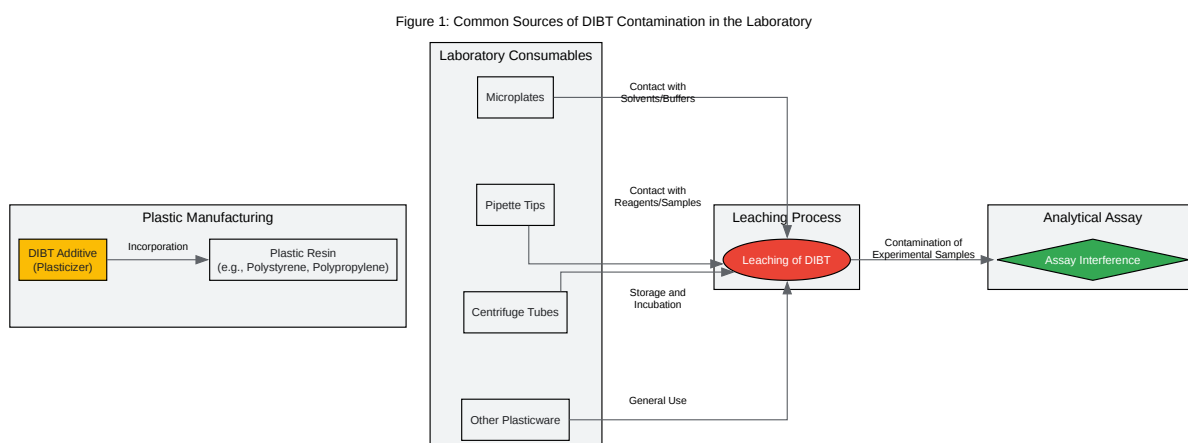 Figure 1: Common Sources of DIBT Contamination in the Laboratory
Plastic Manufacturing
DIBT Additive
(Plasticizer)
Incorporation
Plastic Resin
(e.g., Polystyrene, Polypropylene)
Laboratory Consumables
Microplates
Pipette Tips
Centrifuge Tubes
Other Plasticware
Contact with
Solvents/Buffers
Contact with
Reagents/Samples
Storage and
Incubation
General Use
Leaching Process
Leaching of DIBT
Contamination of
Experimental Samples
Analytical Assay
Assay Interference